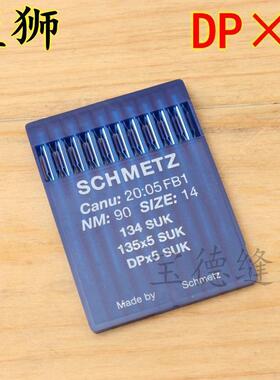 狮 DP×
SCHMETZ
Canu: 20:05 FB1
NM: 90 SIZE: 14
134 SUK
135x5 SUK
DPx5 SUK
Made by Schmetz
宝德缝